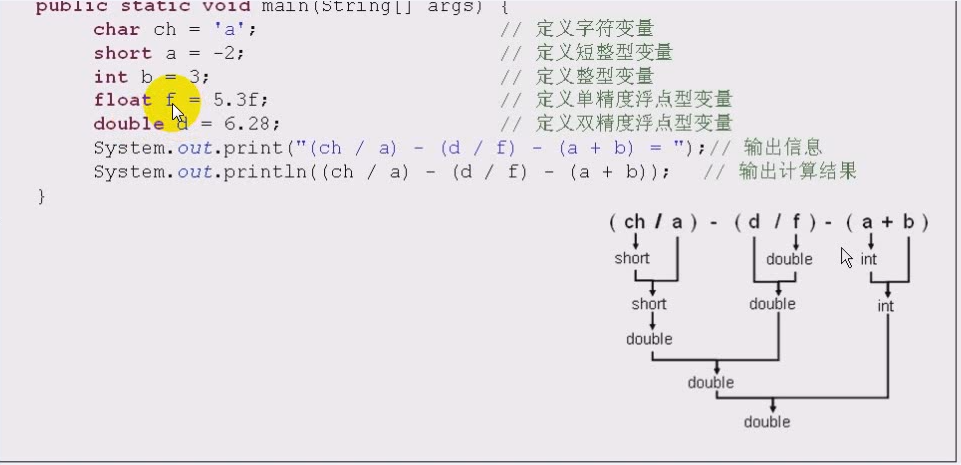 public static void main(String[] args) {
char ch = 'a'; // 定义字符变量
short a = -2; // 定义短整型变量
int b = 3; // 定义整型变量
float f = 5.3f; // 定义单精度浮点型变量
double d = 6.28; // 定义双精度浮点型变量
System.out.print("(ch / a) - (d / f) - (a + b) = ");// 输出信息
System.out.println((ch / a) - (d / f) - (a + b)); // 输出计算结果
}
( ch / a ) - ( d / f ) - ( a + b )
short double int
short double int
double
double
double